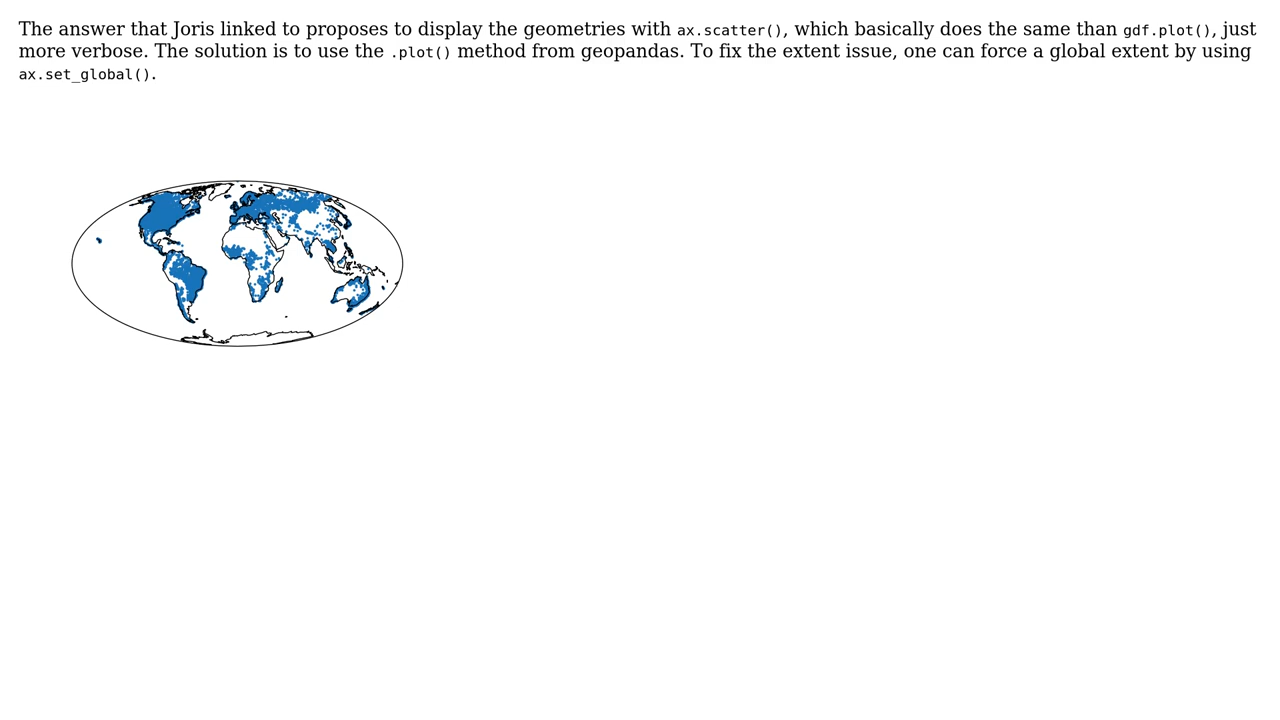 The answer that Joris linked to proposes to display the geometries with ax.scatter(), which basically does the same than gdf.plot(), just
more verbose. The solution is to use the .plot() method from geopandas. To fix the extent issue, one can force a global extent by using
ax.set_global().